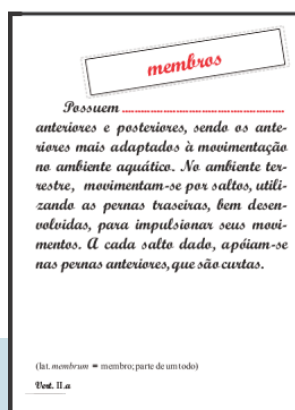 membros
Possuem ........................................
anteriores e posteriores, sendo os ante-
riores mais adaptados à movimentação
no ambiente aquático. No ambiente ter-
restre, movimentam-se por saltos, utili-
zando as pernas traseiras, bem desen-
volvidas, para impulsionar seus movi-
mentos. A cada salto dado, apóiam-se
nas pernas anteriores, que são curtas.
(lat. membrum = membro; parte de um todo)
Vert. II.a